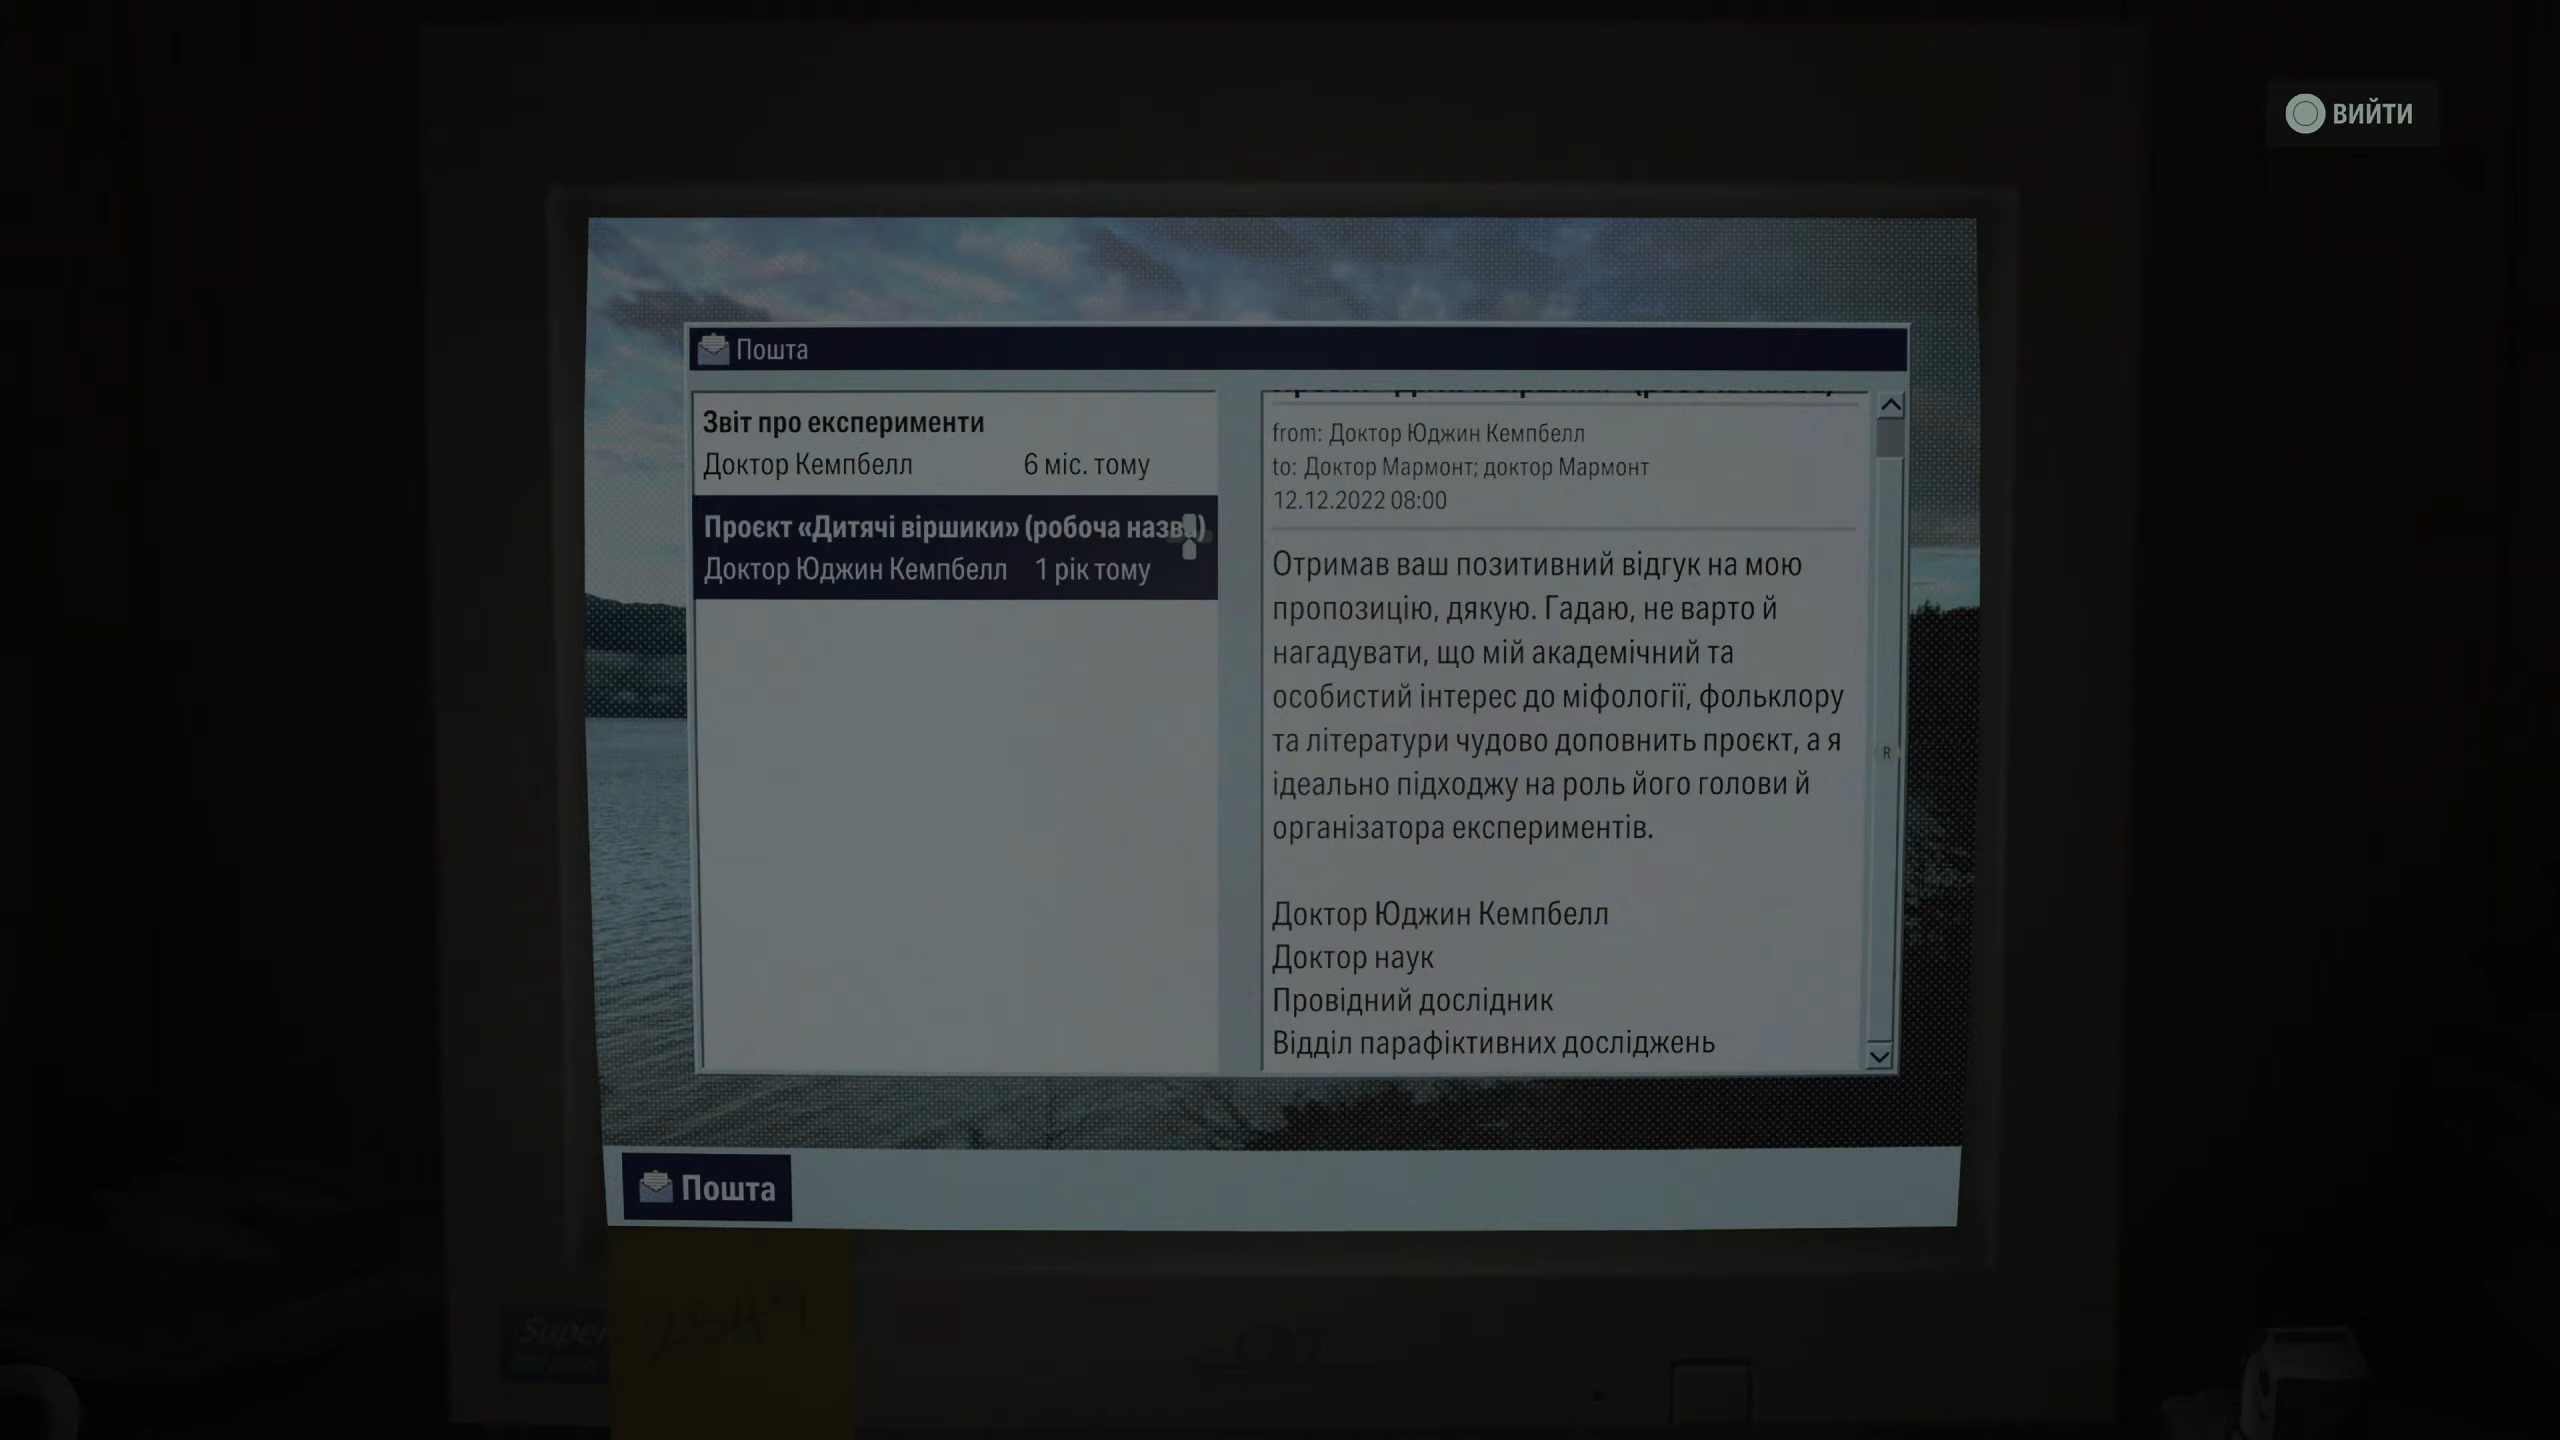 ВИЙТИ
Пошта
Звіт про експерименти
Доктор Кемпбелл 6 міс. тому
Проєкт «Дитячі віршики» (робоча назва)
Доктор Юджин Кемпбелл 1 рік тому
from: Доктор Юджин Кемпбелл
to: Доктор Мармонт; доктор Мармонт
12.12.2022 08:00
Отримав ваш позитивний відгук на мою
пропозицію, дякую. Гадаю, не варто й
нагадувати, що мій академічний та
особистий інтерес до міфології, фольклору
та літератури чудово доповнить проєкт, а я
ідеально підходжу на роль його голови й
організатора експериментів.
Доктор Юджин Кемпбелл
Доктор наук
Провідний дослідник
Відділ парафіктивних досліджень
R
Пошта
Super